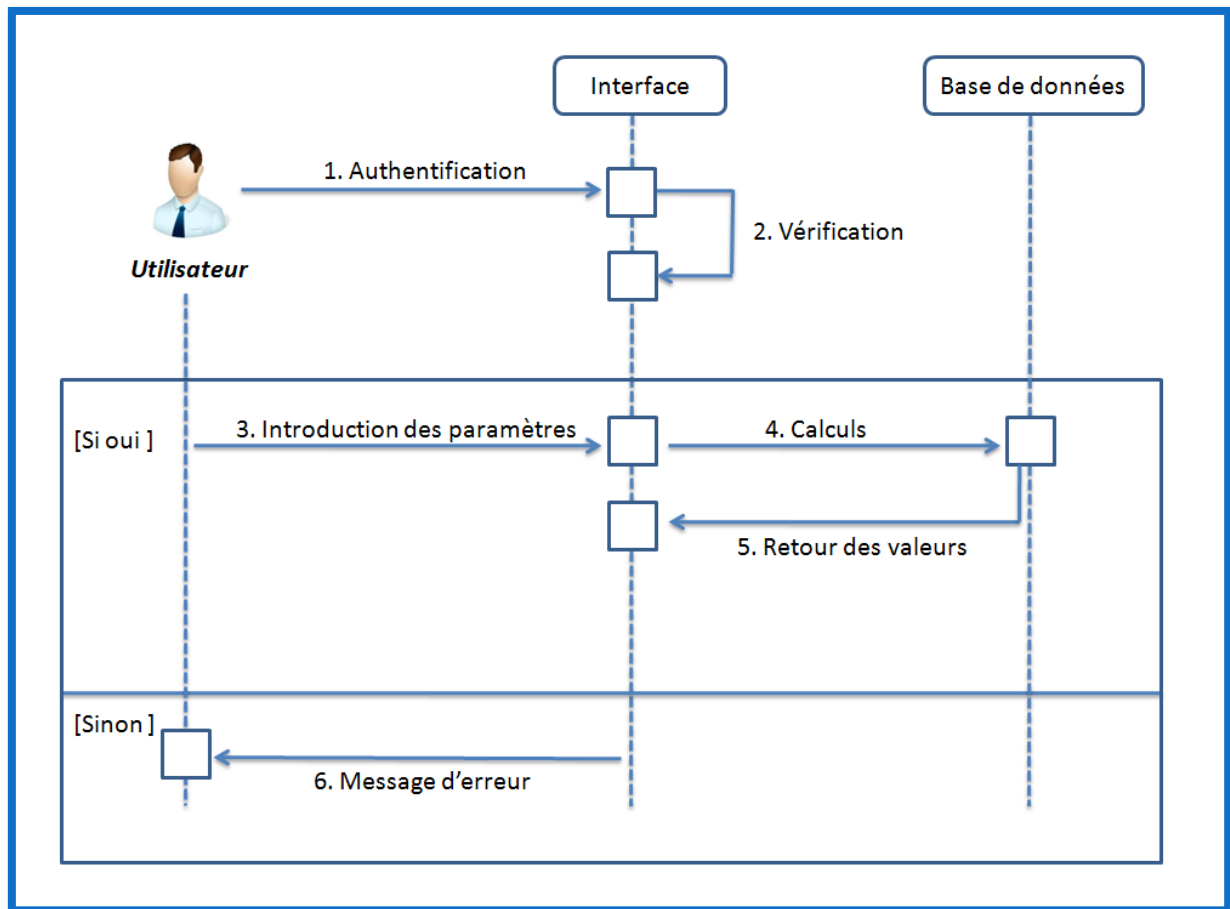 Interface
Base de données
1. Authentification
2. Vérification
Utilisateur
[Si oui ]
3. Introduction des paramètres
4. Calculs
5. Retour des valeurs
[Sinon ]
6. Message d’erreur